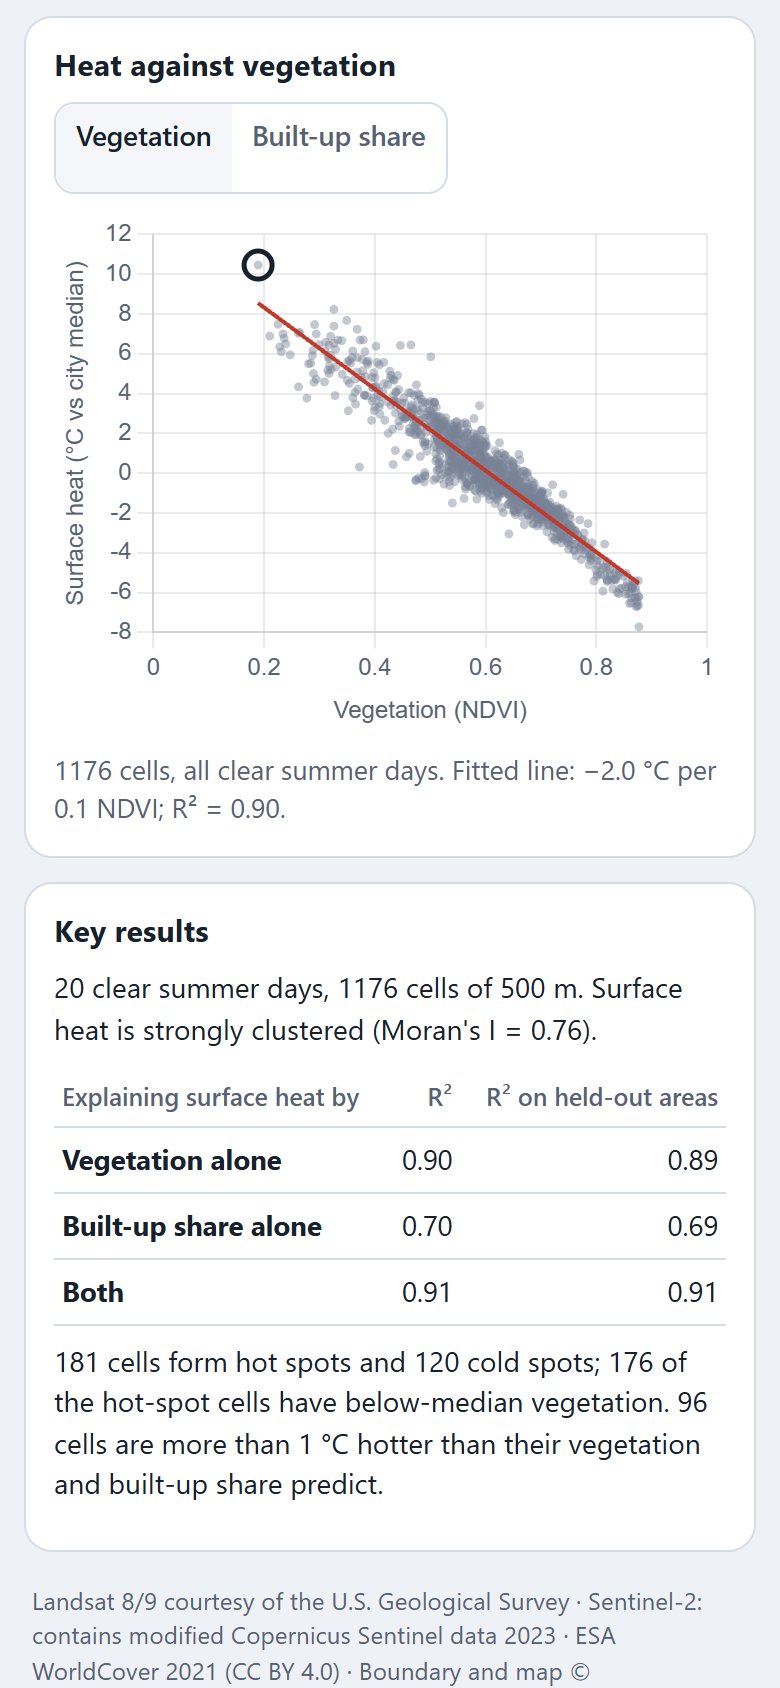 Heat against vegetation
Vegetation Built-up share
12
10
8
6
4
2
0
-2
-4
-6
-8
Surface heat (°C vs city median)
0 0.2 0.4 0.6 0.8 1
Vegetation (NDVI)
1176 cells, all clear summer days. Fitted line: −2.0 °C per
0.1 NDVI; R² = 0.90.
Key results
20 clear summer days, 1176 cells of 500 m. Surface
heat is strongly clustered (Moran's I = 0.76).
Explaining surface heat by R² R² on held-out areas
Vegetation alone 0.90 0.89
Built-up share alone 0.70 0.69
Both 0.91 0.91
181 cells form hot spots and 120 cold spots; 176 of
the hot-spot cells have below-median vegetation. 96
cells are more than 1 °C hotter than their vegetation
and built-up share predict.
Landsat 8/9 courtesy of the U.S. Geological Survey · Sentinel-2:
contains modified Copernicus Sentinel data 2023 · ESA
WorldCover 2021 (CC BY 4.0) · Boundary and map ©